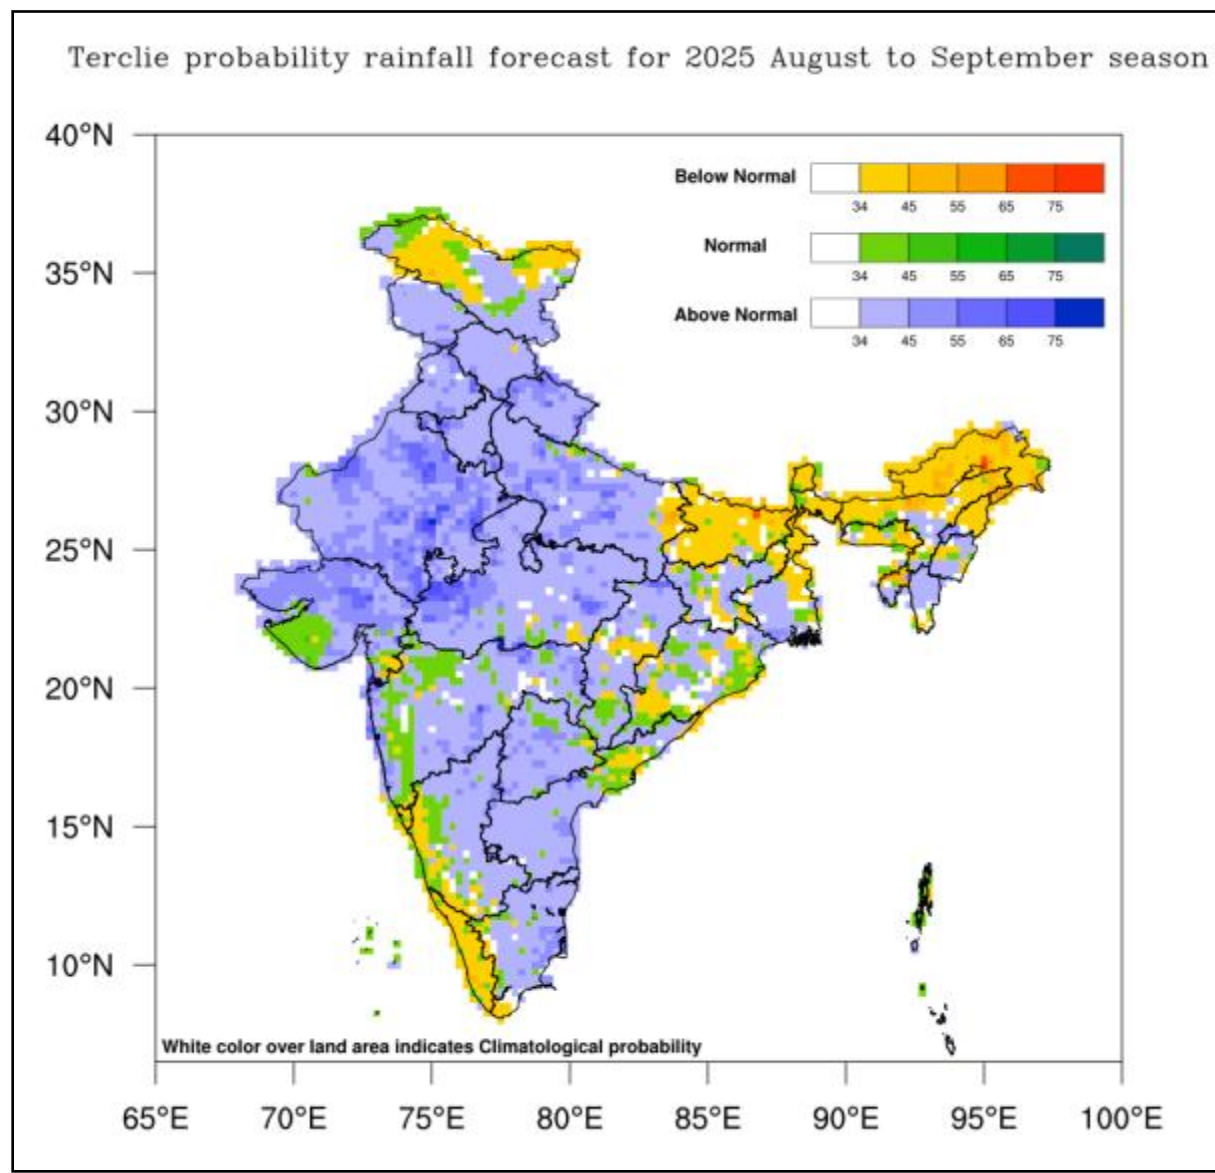 Terclie probability rainfall forecast for 2025 August to September season
40°N
Below Normal
34 45 55 65 75
Normal
34 45 55 65 75
Above Normal
34 45 55 65 75
35°N
30°N
25°N
20°N
15°N
10°N
White color over land area indicates Climatological probability
65°E 70°E 75°E 80°E 85°E 90°E 95°E 100°E